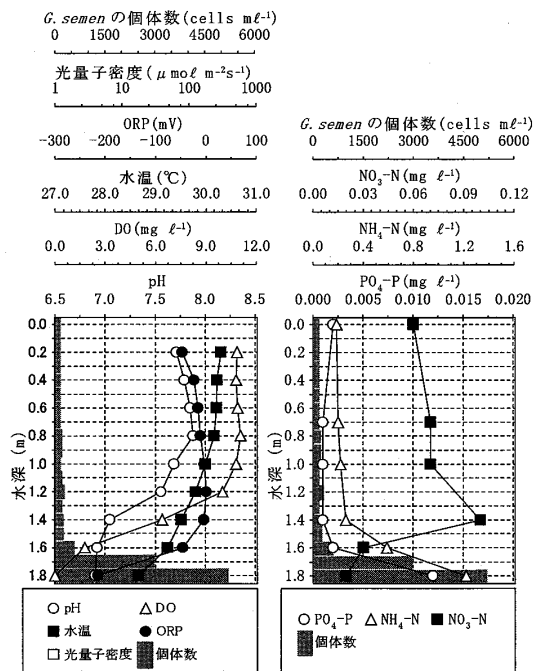 G. semen の個体数(cells mℓ⁻¹)
0 1500 3000 4500 6000
光量子密度(μmoℓ m⁻²s⁻¹)
1 10 100 1000
ORP(mV)
-300 -200 -100 0 100
水温(℃)
27.0 28.0 29.0 30.0 31.0
DO(mg ℓ⁻¹)
0.0 3.0 6.0 9.0 12.0
pH
6.5 7.0 7.5 8.0 8.5
0.0
0.2
0.4
0.6
0.8
1.0
1.2
1.4
1.6
1.8
水深(m)
○ pH △ DO
■ 水温 ● ORP
□ 光量子密度 個体数
G. semen の個体数(cells mℓ⁻¹)
0 1500 3000 4500 6000
NO₃-N(mg ℓ⁻¹)
0.00 0.03 0.06 0.09 0.12
NH₄-N(mg ℓ⁻¹)
0.0 0.4 0.8 1.2 1.6
PO₄-P(mg ℓ⁻¹)
0.000 0.005 0.010 0.015 0.020
0.0
0.2
0.4
0.6
0.8
1.0
1.2
1.4
1.6
1.8
水深(m)
○ PO₄-P △ NH₄-N ■ NO₃-N
個体数